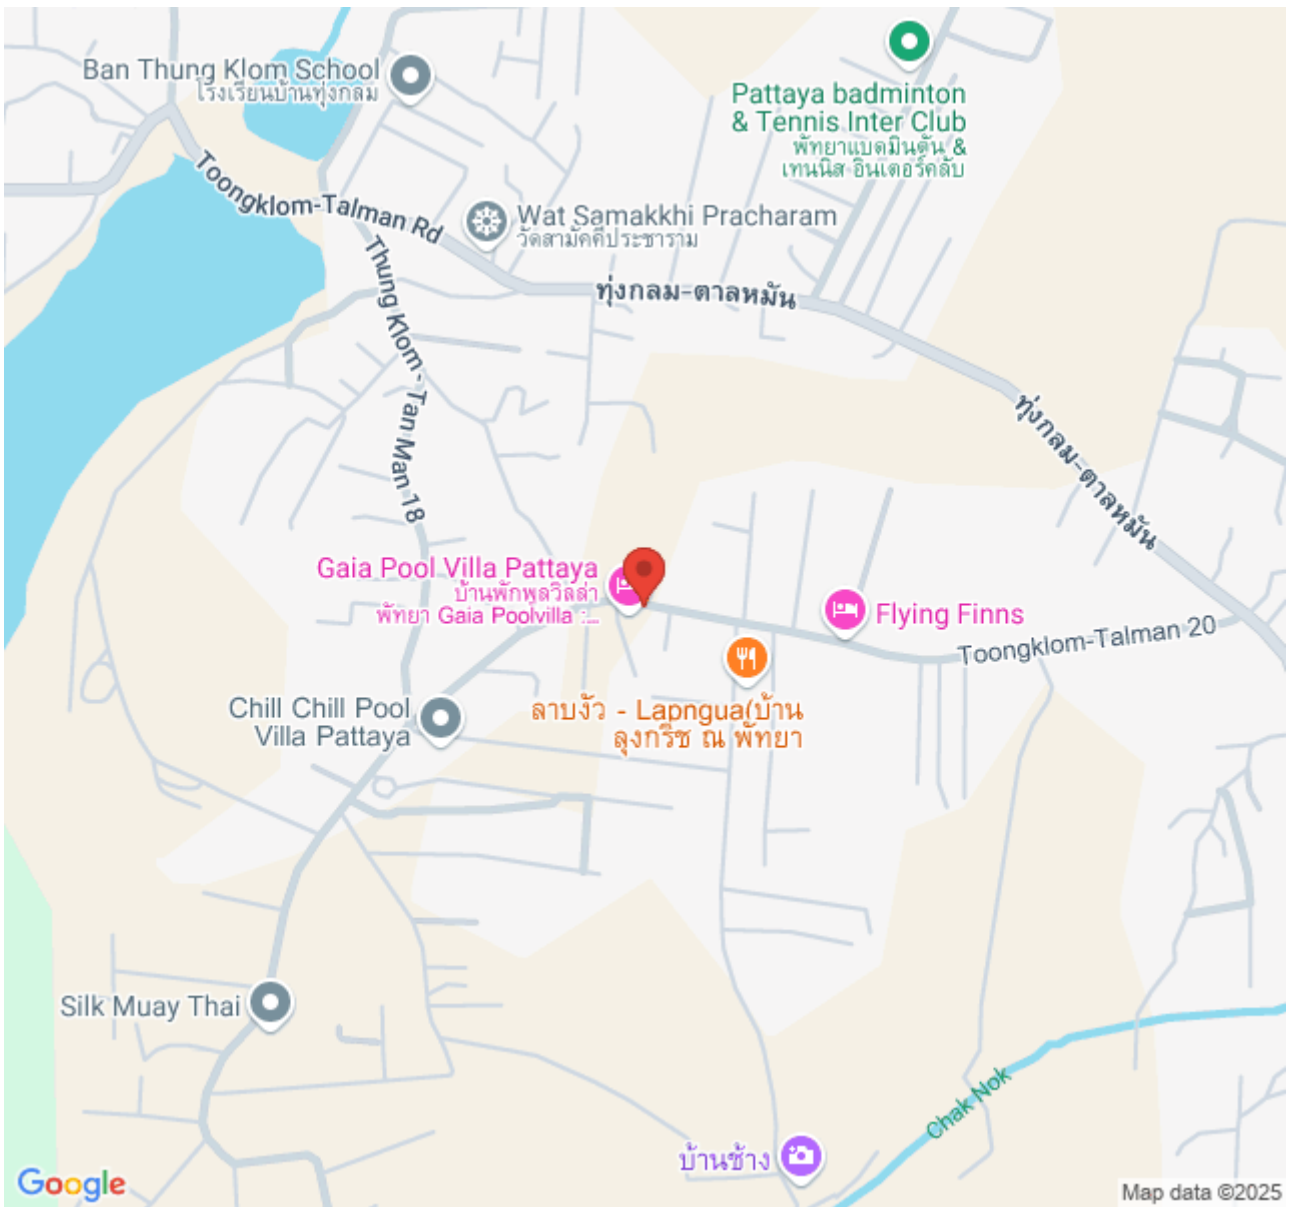 Ban Thung Klom School
โรงเรียนบ้านทุ่งกลม
Pattaya badminton
& Tennis Inter Club
พัทยาแบดมินตัน &
เทนนิส อินเตอร์คลับ
Toongklom-Talman Rd
Wat Samakkhi Pracharam
วัดสามัคคีประชาราม
ทุ่งกลม-ตาลหมัน
Thung Klom - Tan Man 18
ทุ่งกลม-ตาลหมัน
Gaia Pool Villa Pattaya
บ้านพักพูลวิลล่า
พัทยา Gaia Poolvilla :...
Flying Finns
Toongklom-Talman 20
ลาบงัว - Lapngua(บ้าน
ลุงกริช ณ พัทยา
Chill Chill Pool
Villa Pattaya
Silk Muay Thai
Chak Nok
บ้านช้าง
Google
Map data ©2025